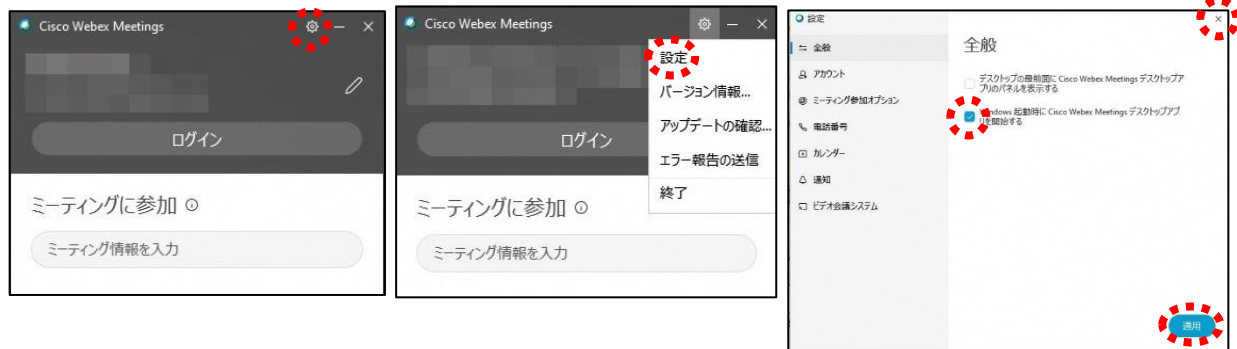 Cisco Webex Meetings
ログイン
ミーティングに参加
ミーティング情報を入力
Cisco Webex Meetings
設定
バージョン情報...
アップデートの確認...
エラー報告の送信
終了
ログイン
ミーティングに参加
ミーティング情報を入力
設定
全般
アカウント
ミーティング参加オプション
電話番号
カレンダー
通知
ビデオ会議システム
全般
デスクトップの最前面に Cisco Webex Meetings デスクトップア
プリのパネルを表示する
Windows 起動時に Cisco Webex Meetings デスクトップアプ
リを開始する
適用